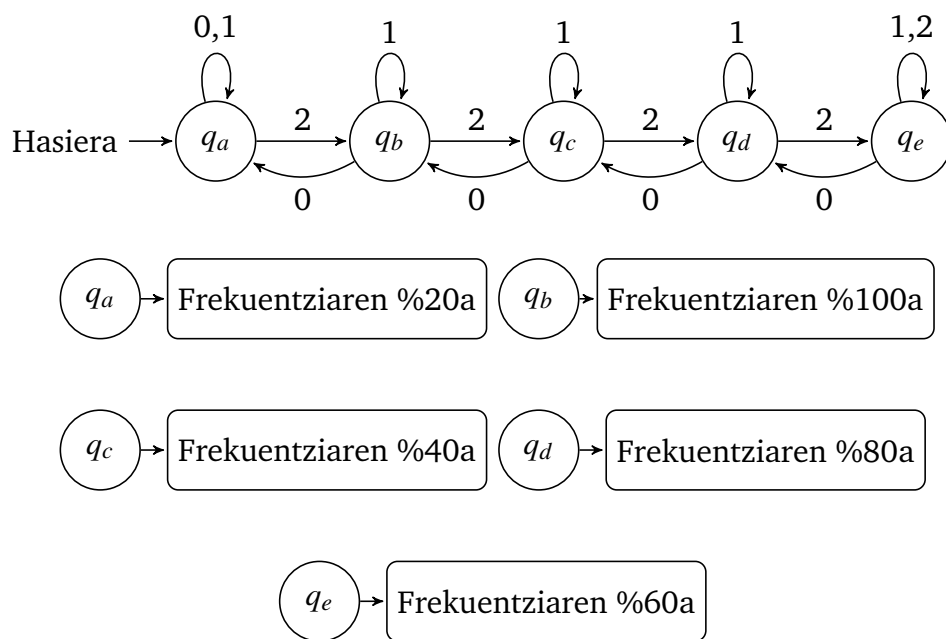 0,1 1 1 1 1,2
Hasiera q_a 2 q_b 2 q_c 2 q_d 2 q_e
0 0 0 0
q_a Frekuentziaren %20a q_b Frekuentziaren %100a
q_c Frekuentziaren %40a q_d Frekuentziaren %80a
q_e Frekuentziaren %60a